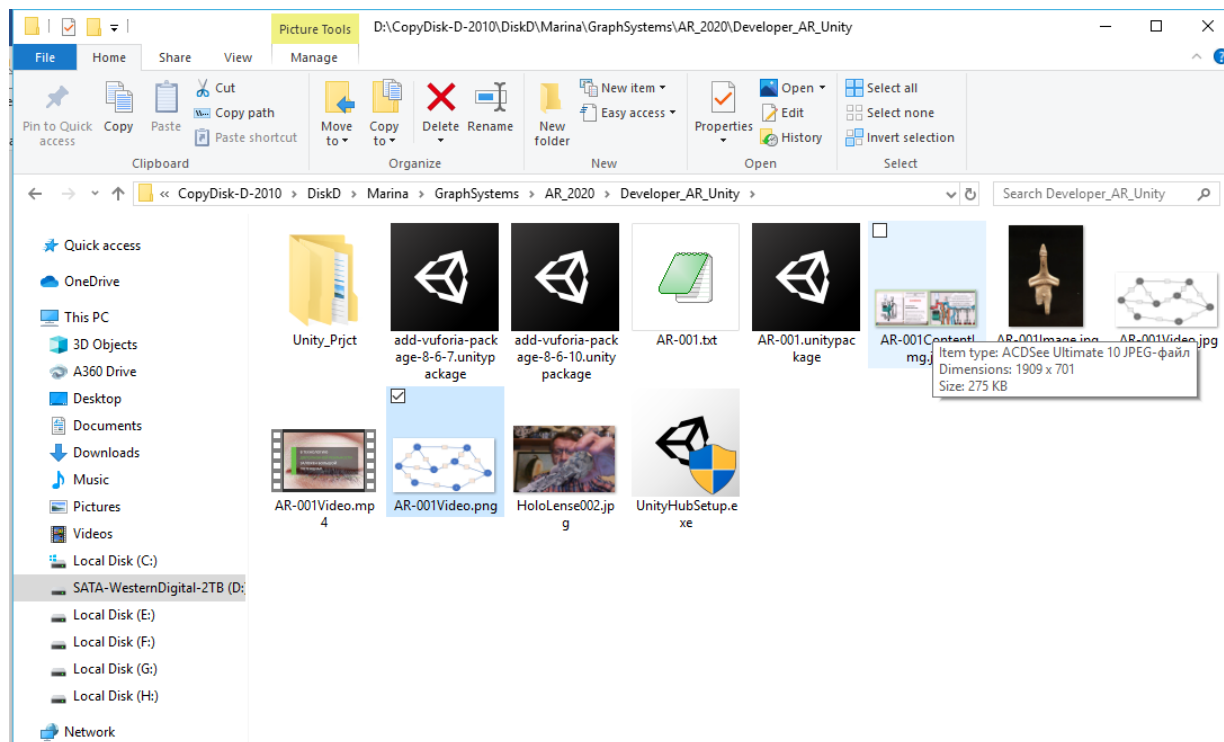 Picture Tools
D:\CopyDisk-D-2010\DiskD\Marina\GraphSystems\AR_2020\Developer_AR_Unity
File
Home
Share
View
Manage
Pin to Quick
access
Copy
Paste
Cut
Copy path
Paste shortcut
Move
to
Copy
to
Delete
Rename
New
folder
New item
Easy access
Properties
Open
Edit
History
Select all
Select none
Invert selection
Clipboard
Organize
New
Open
Select
« CopyDisk-D-2010 > DiskD > Marina > GraphSystems > AR_2020 > Developer_AR_Unity >
Search Developer_AR_Unity
Quick access
OneDrive
This PC
3D Objects
A360 Drive
Desktop
Documents
Downloads
Music
Pictures
Videos
Local Disk (C:)
SATA-WesternDigital-2TB (D:
Local Disk (E:)
Local Disk (F:)
Local Disk (G:)
Local Disk (H:)
Network
Unity_Prjct
add-vuforia-pack
age-8-6-7.unityp
ackage
add-vuforia-pack
age-8-6-10.unity
package
AR-001.txt
AR-001.unitypac
kage
AR-001ContentI
mg.j
AR-001Image.jpg
AR-001Video.jpg
Item type: ACDSee Ultimate 10 JPEG-файл
Dimensions: 1909 x 701
Size: 275 KB
AR-001Video.mp
4
AR-001Video.png
HoloLense002.jp
g
UnityHubSetup.e
xe